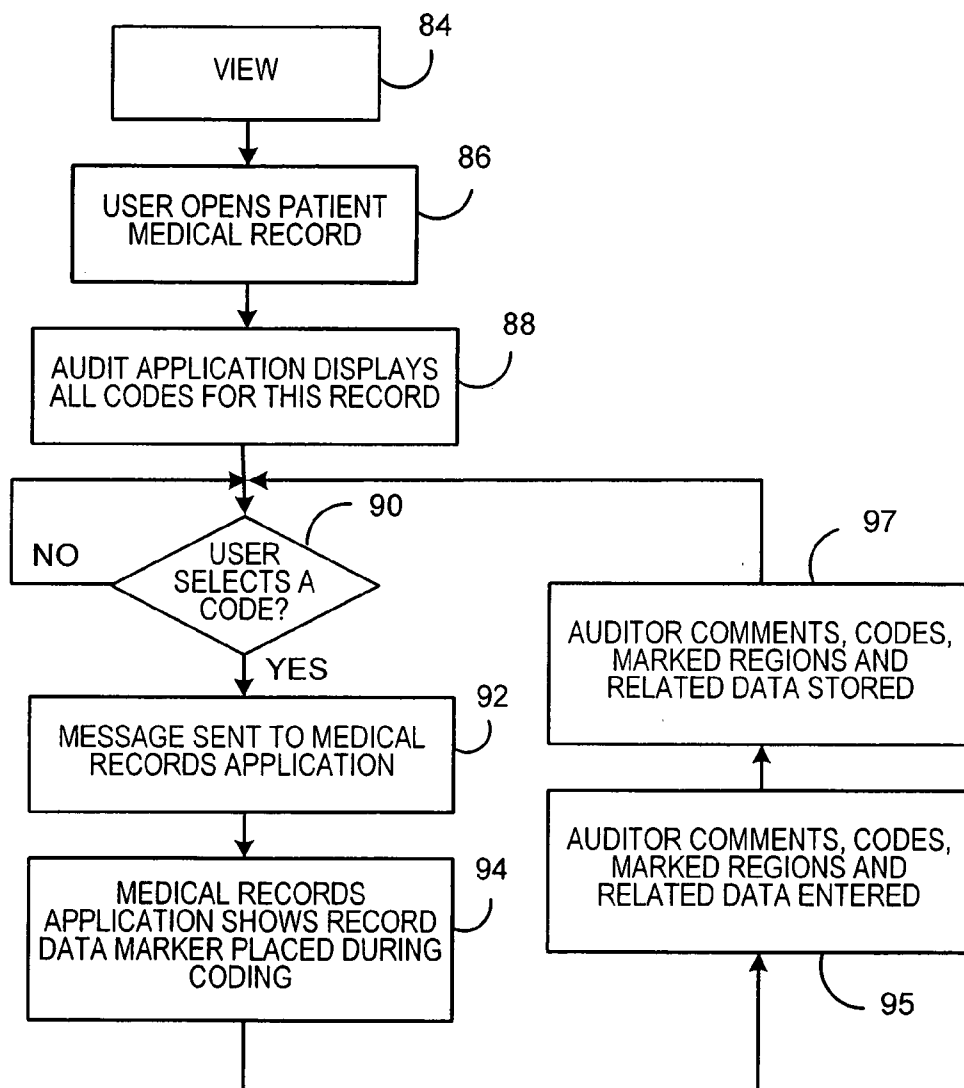 84
VIEW
86
USER OPENS PATIENT
MEDICAL RECORD
88
AUDIT APPLICATION DISPLAYS
ALL CODES FOR THIS RECORD
90
NO
USER
SELECTS A
CODE?
YES
92
MESSAGE SENT TO MEDICAL
RECORDS APPLICATION
94
MEDICAL RECORDS
APPLICATION SHOWS RECORD
DATA MARKER PLACED DURING
CODING
97
AUDITOR COMMENTS, CODES,
MARKED REGIONS AND
RELATED DATA STORED
AUDITOR COMMENTS, CODES,
MARKED REGIONS AND
RELATED DATA ENTERED
95